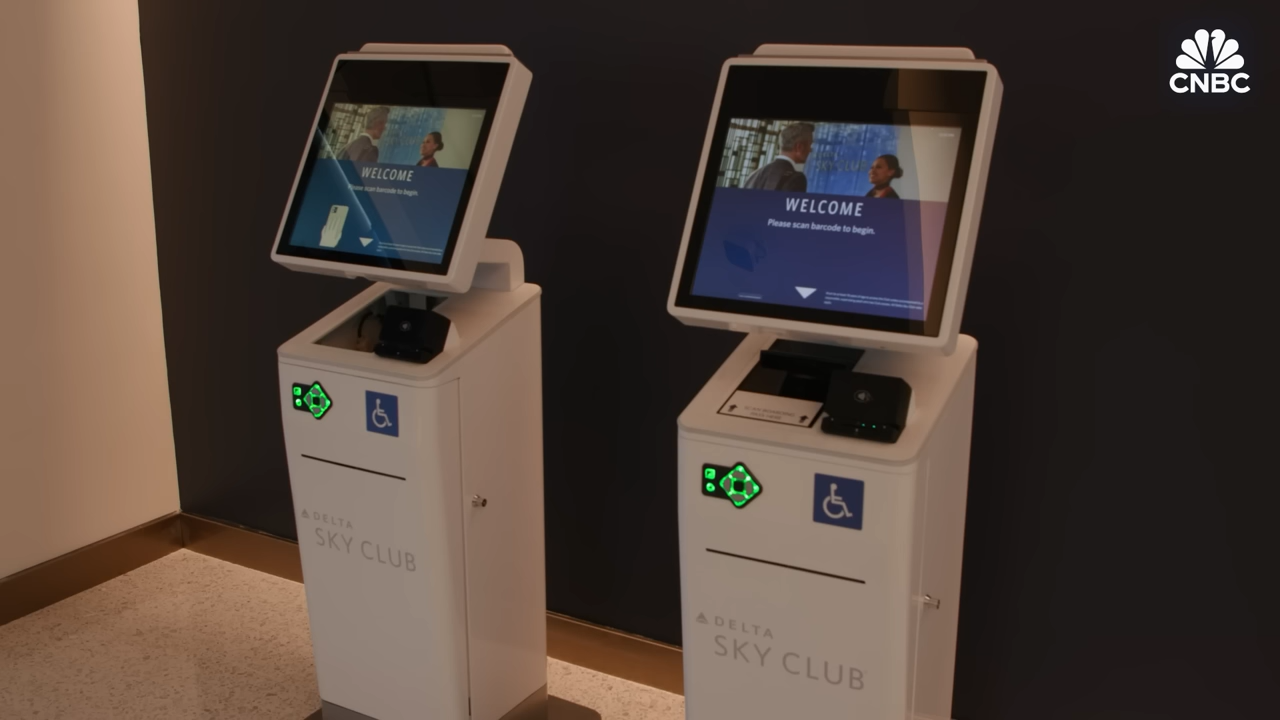 CNBC
WELCOME
Please scan barcode to begin.
DELTA
SKY CLUB
WELCOME
Please scan barcode to begin.
DELTA
SKY CLUB